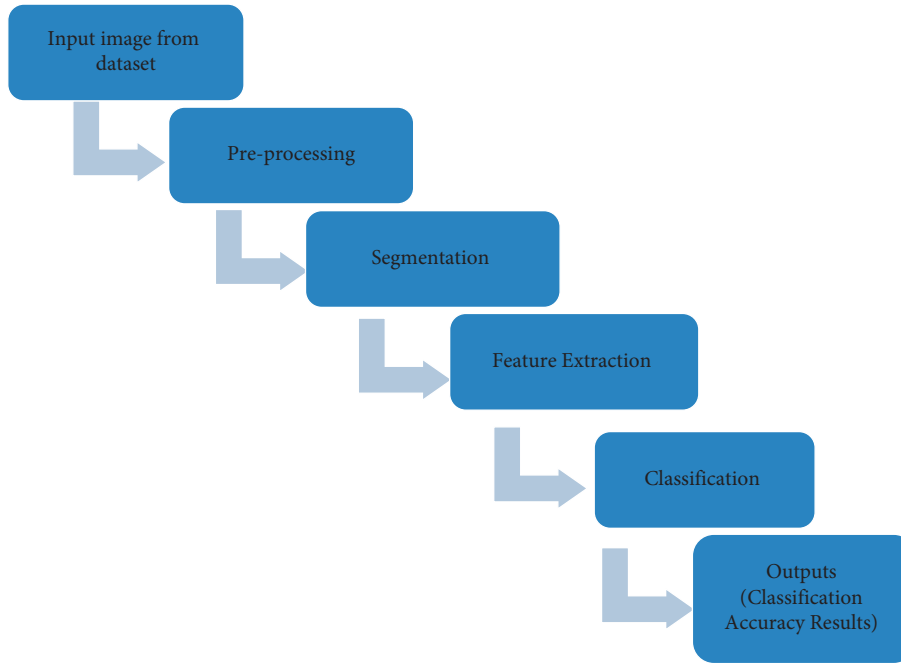 Input image from
dataset
Pre-processing
Segmentation
Feature Extraction
Classification
Outputs
(Classification
Accuracy Results)